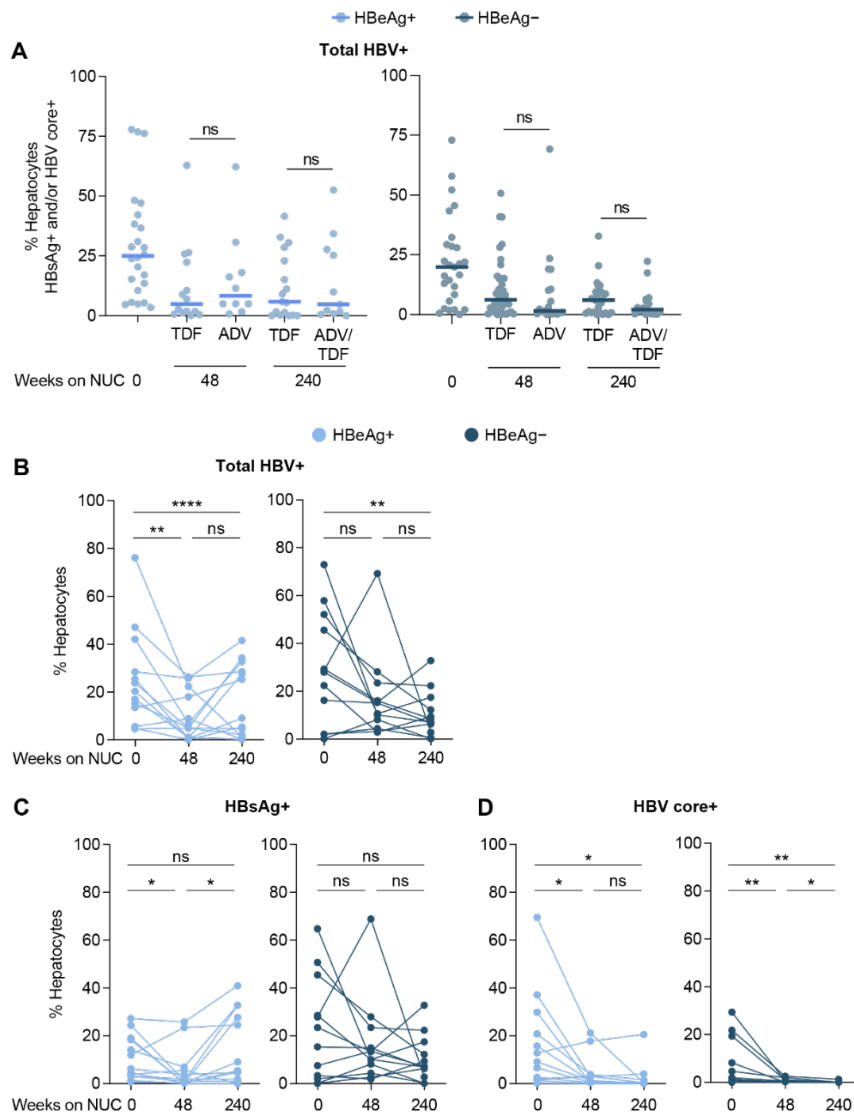 HBeAg+ HBeAg−
A Total HBV+
% Hepatocytes
HBsAg+ and/or HBV core+
100 100
ns ns
75 75
ns ns
50 50
25 25
0 0
TDF ADV TDF ADV/TDF TDF ADV TDF ADV/TDF
Weeks on NUC 0 48 240 0 48 240
HBeAg+ HBeAg−
B Total HBV+
% Hepatocytes
100 100
**** **
** ns ns ns
80 80
60 60
40 40
20 20
0 0
Weeks on NUC 0 48 240 0 48 240
C HBsAg+ D HBV core+
% Hepatocytes
100 100 100 100
ns ns * **
* * ns ns * ns ** *
80 80 80 80
60 60 60 60
40 40 40 40
20 20 20 20
0 0 0 0
Weeks on NUC 0 48 240 0 48 240 0 48 240 0 48 240